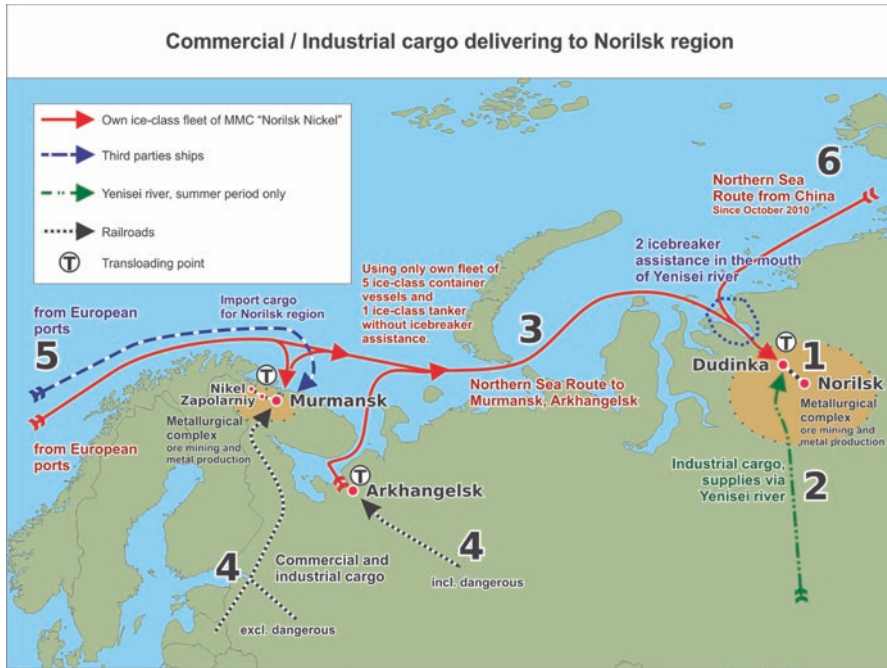 Commercial / Industrial cargo delivering to Norilsk region
Own ice-class fleet of MMC "Norilsk Nickel"
Third parties ships
Yenisei river, summer period only
Railroads
T Transloading point
6
Northern Sea
Route from China
Since October 2010
2 icebreaker
assistance in the mouth
of Yenisei river
Using only own fleet of
5 ice-class container
vessels and
1 ice-class tanker
without icebreaker
assistance.
from European
ports
Import cargo
for Norilsk region
5
3
T
Dudinka
1
Norilsk
Metallurgical
complex
ore mining and
metal production
T
Nikel
Zapolarniy
Murmansk
Metallurgical
complex
ore mining and
metal production
Northern Sea Route to
Murmansk, Arkhangelsk
from European
ports
T
Arkhangelsk
Industrial cargo,
supplies via
Yenisei river
2
4
Commercial and
industrial cargo
4
incl. dangerous
excl. dangerous